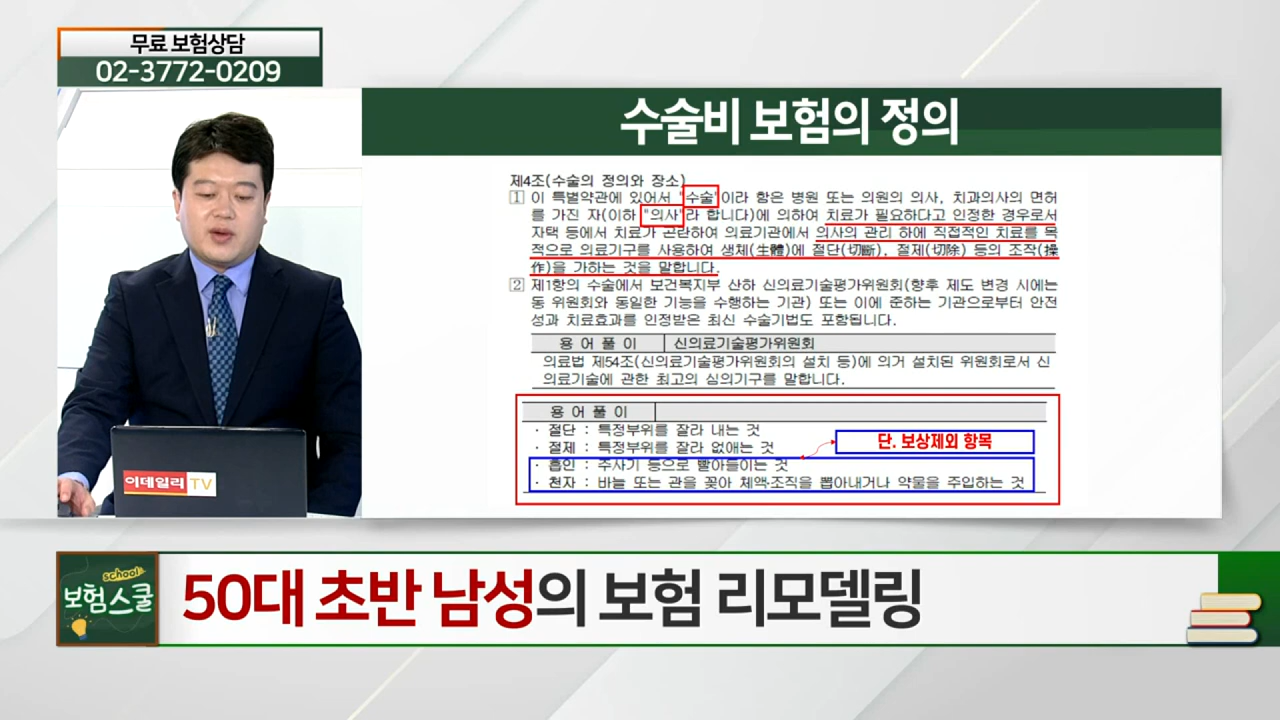 무료 보험상담
02-3772-0209
수술비 보험의 정의
제4조(수술의 정의와 장소)
1 이 특별약관에 있어서 "수술"이라 함은 병원 또는 의원의 의사, 치과의사의 면허
를 가진 자(이하 "의사"라 합니다)에 의하여 치료가 필요하다고 인정한 경우로서
자택 등에서 치료가 곤란하여 의료기관에서 의사의 관리 하에 직접적인 치료를 목
적으로 의료기구를 사용하여 생체(生體)에 절단(切斷), 절제(切除) 등의 조작(操
作)을 가하는 것을 말합니다.
2 제1항의 수술에서 보건복지부 산하 신의료기술평가위원회(향후 제도 변경 시에는
동 위원회와 동일한 기능을 수행하는 기관) 또는 이에 준하는 기관으로부터 안전
성과 치료효과를 인정받은 최신 수술기법도 포함됩니다.
용 어 풀 이 신의료기술평가위원회
의료법 제54조(신의료기술평가위원회의 설치 등)에 의거 설치된 위원회로서 신
의료기술에 관한 최고의 심의기구를 말합니다.
용 어 풀 이
· 절단 : 특정부위를 잘라 내는 것
· 절제 : 특정부위를 잘라 없애는 것
단. 보상제외 항목
· 흡인 : 주사기 등으로 빨아들이는 것
· 천자 : 바늘 또는 관을 꽂아 체액·조직을 뽑아내거나 약물을 주입하는 것
이데일리 TV
school
보험스쿨
50대 초반 남성의 보험 리모델링